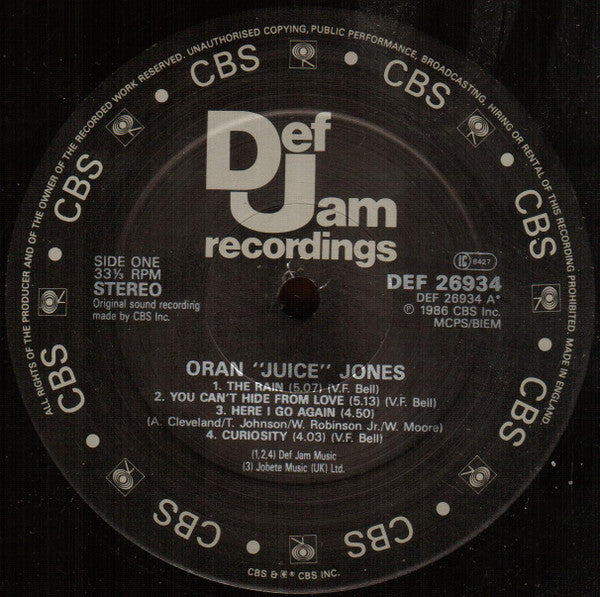 ALL RIGHTS OF THE PRODUCER AND OF THE OWNER OF THE RECORDED WORK RESERVED. UNAUTHORISED COPYING, PUBLIC PERFORMANCE, BROADCASTING, HIRING OR RENTAL OF THIS RECORDING PROHIBITED. MADE IN ENGLAND.
CBS
CBS
CBS
CBS
CBS
CBS
CBS
CBS
CBS
Def
Jam
recordings
SIDE ONE
33⅓ RPM
STEREO
Original sound recording
made by CBS Inc.
6427
DEF 26934
DEF 26934 A*
℗ 1986 CBS Inc.
MCPS/BIEM
ORAN "JUICE" JONES
1. THE RAIN (5.07) (V.F. Bell)
2. YOU CAN'T HIDE FROM LOVE (5.13) (V.F. Bell)
3. HERE I GO AGAIN (4.50)
(A. Cleveland/T. Johnson/W. Robinson Jr./W. Moore)
4. CURIOSITY (4.03) (V.F. Bell)
(1,2,4) Def Jam Music
(3) Jobete Music (UK) Ltd.
CBS & ® CBS INC.